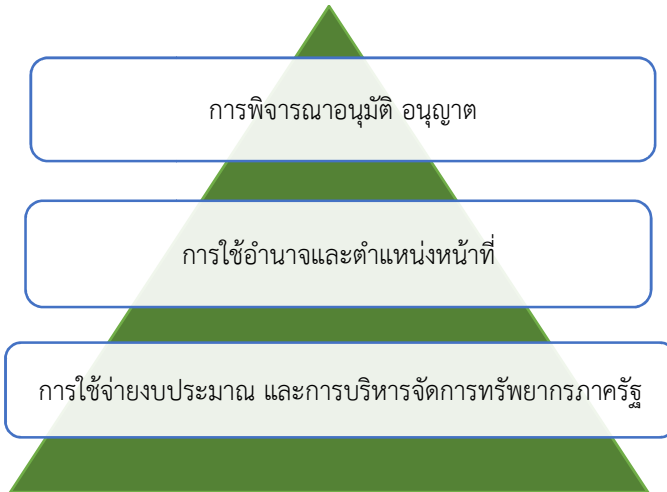 การพิจารณาอนุมัติ อนุญาต
การใช้อำนาจและตำแหน่งหน้าที่
การใช้จ่ายงบประมาณ และการบริหารจัดการทรัพยากรภาครัฐ